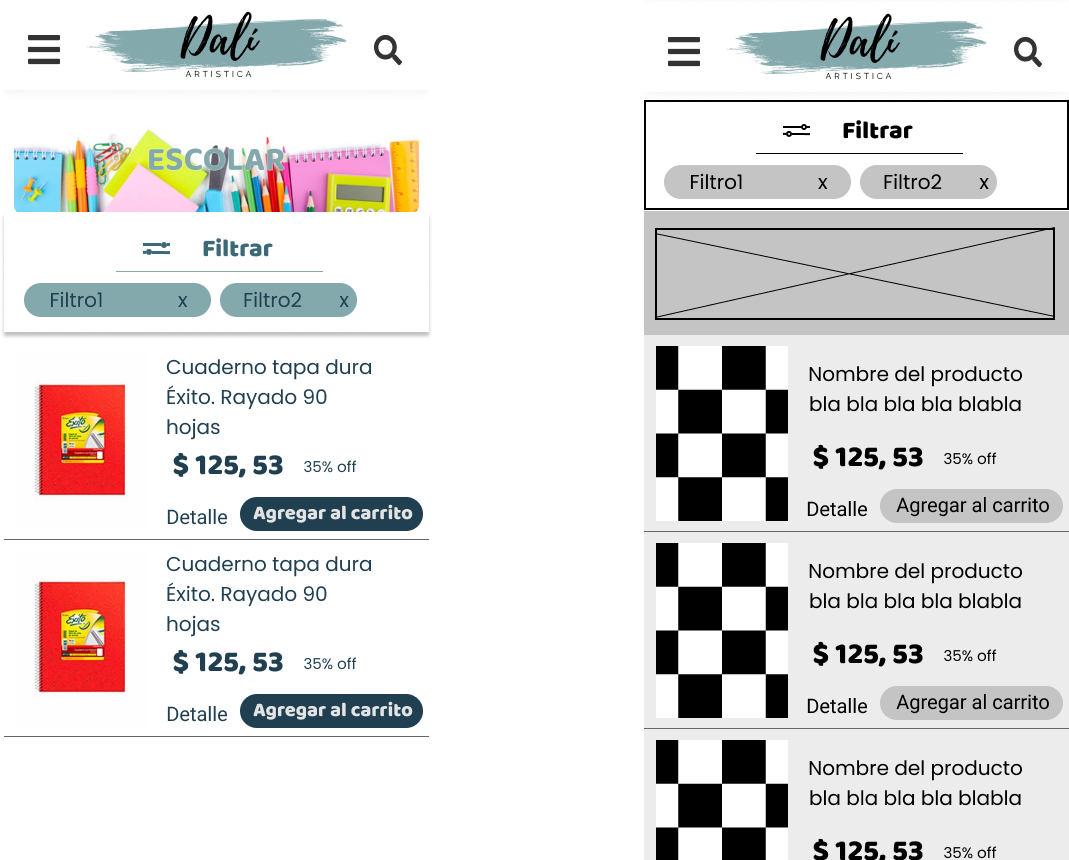 Dalí
ARTISTICA
ESCOLAR
Filtrar
Filtro1 x Filtro2 x
Cuaderno tapa dura
Éxito. Rayado 90
hojas
$ 125, 53 35% off
Detalle Agregar al carrito
Cuaderno tapa dura
Éxito. Rayado 90
hojas
$ 125, 53 35% off
Detalle Agregar al carrito
Dalí
ARTISTICA
Filtrar
Filtro1 x Filtro2 x
Nombre del producto
bla bla bla bla blabla
$ 125, 53 35% off
Detalle Agregar al carrito
Nombre del producto
bla bla bla bla blabla
$ 125, 53 35% off
Detalle Agregar al carrito
Nombre del producto
bla bla bla bla blabla
$ 125, 53 35% off